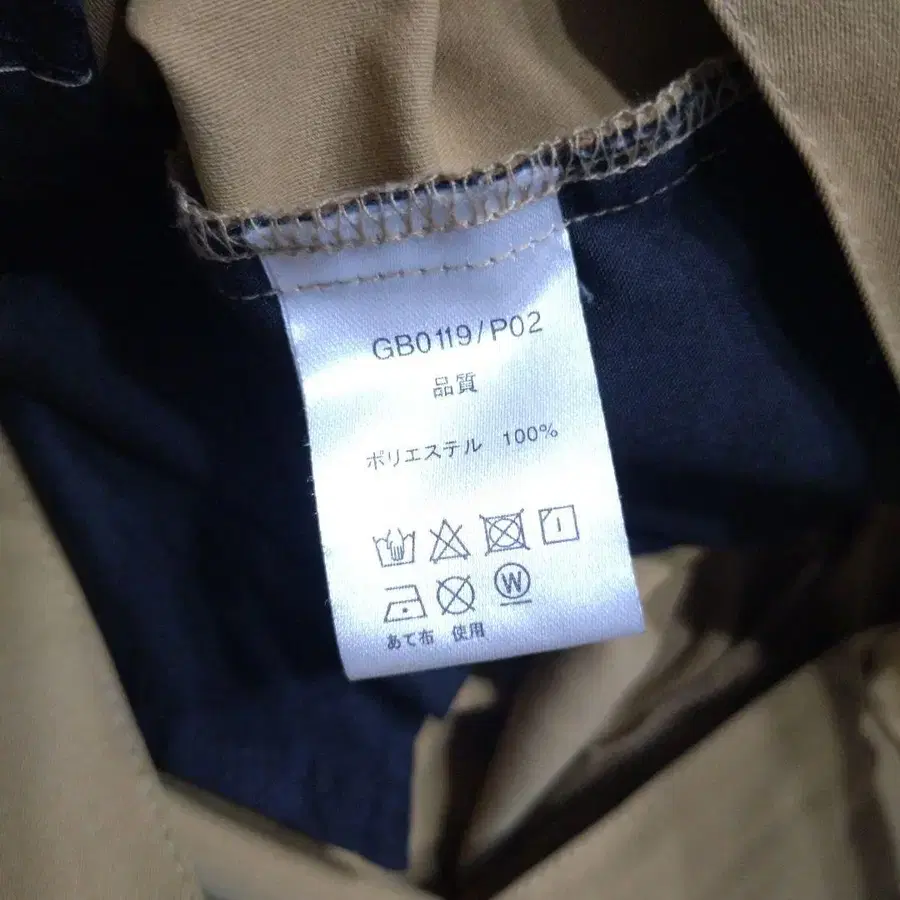 GB0119/P02
品質
ポリエステル 100%
W
あて布 使用